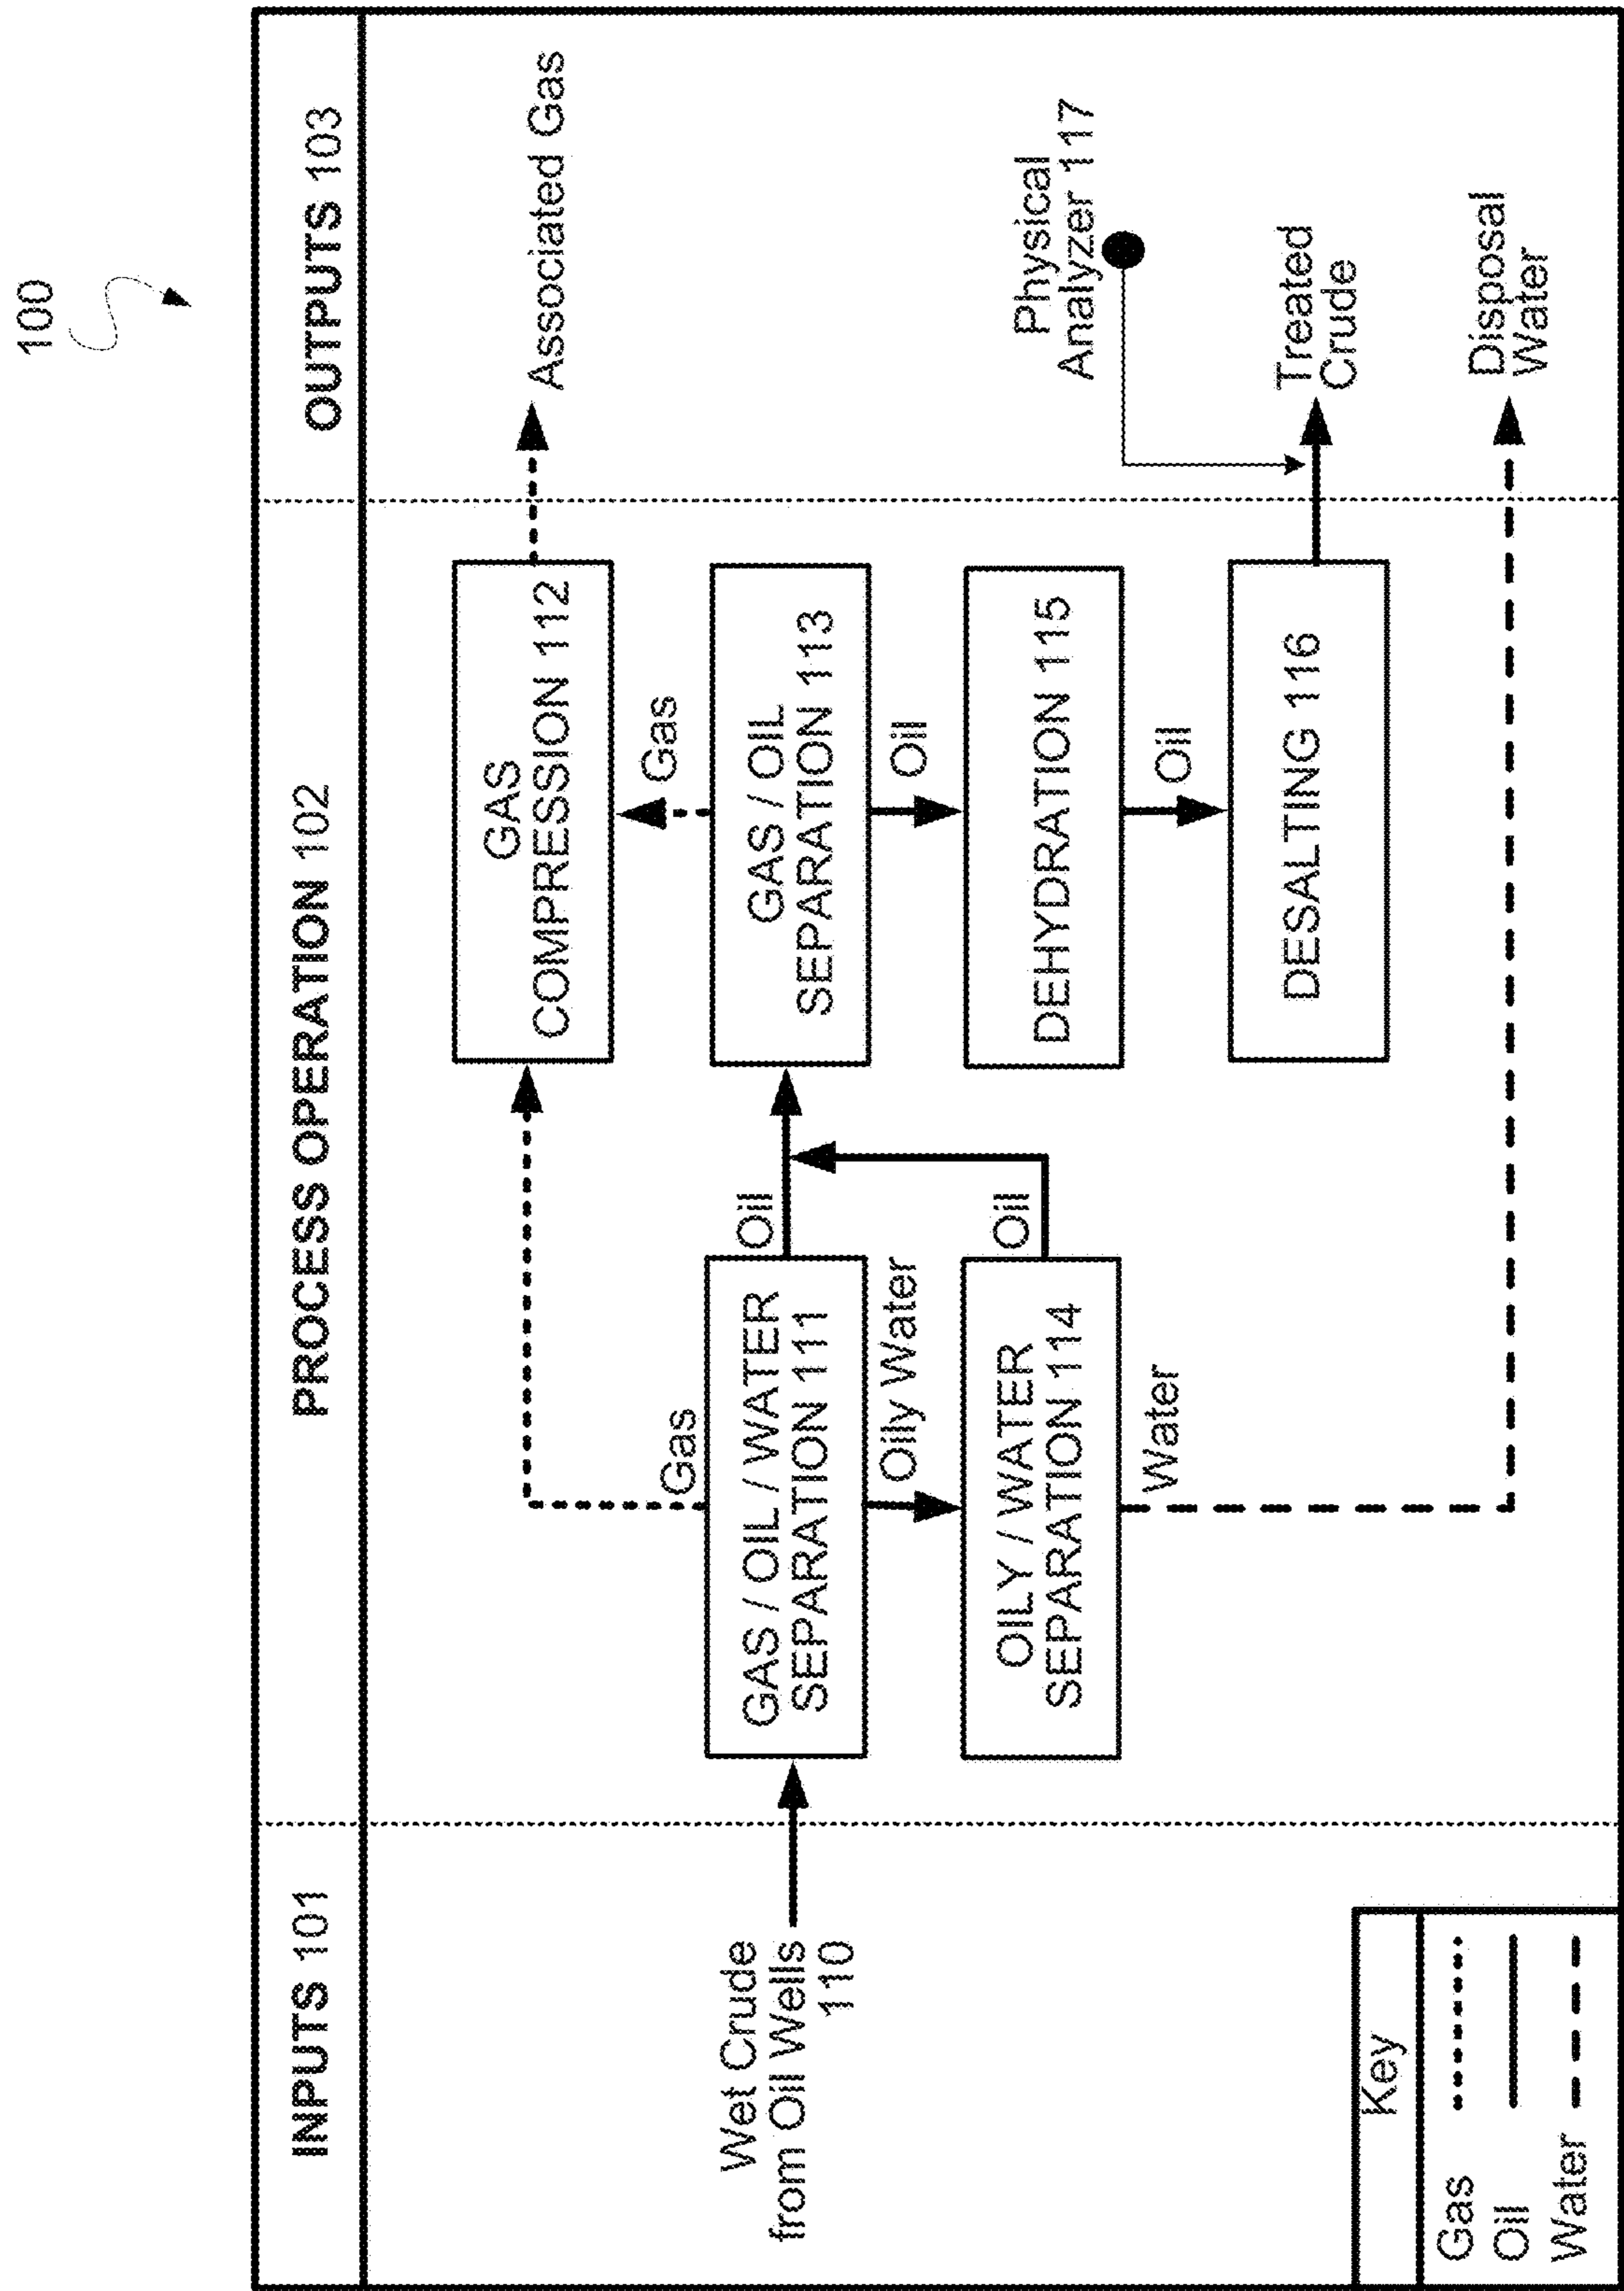 100
INPUTS 101
PROCESS OPERATION 102
OUTPUTS 103
Wet Crude
from Oil Wells
110
Gas
GAS / OIL / WATER
SEPARATION 111
Oil
Oily Water
OILY / WATER
SEPARATION 114
Oil
Water
GAS
COMPRESSION 112
Gas
GAS / OIL
SEPARATION 113
Oil
DEHYDRATION 115
Oil
DESALTING 116
Associated Gas
Physical
Analyzer 117
Treated
Crude
Disposal
Water
Key
Gas
Oil
Water